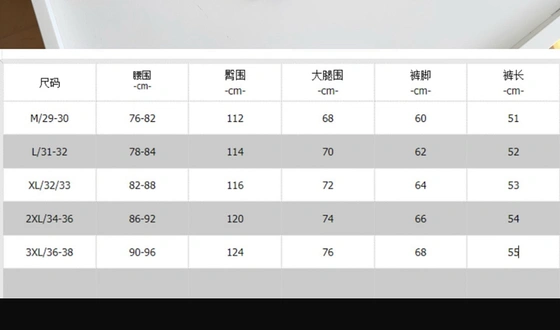 尺码 腰围 臀围 大腿围 裤脚 裤长
-cm- -cm- -cm- -cm- -cm-
M/29-30 76-82 112 68 60 51
L/31-32 78-84 114 70 62 52
XL/32/33 82-88 116 72 64 53
2XL/34-36 86-92 120 74 66 54
3XL/36-38 90-96 124 76 68 55